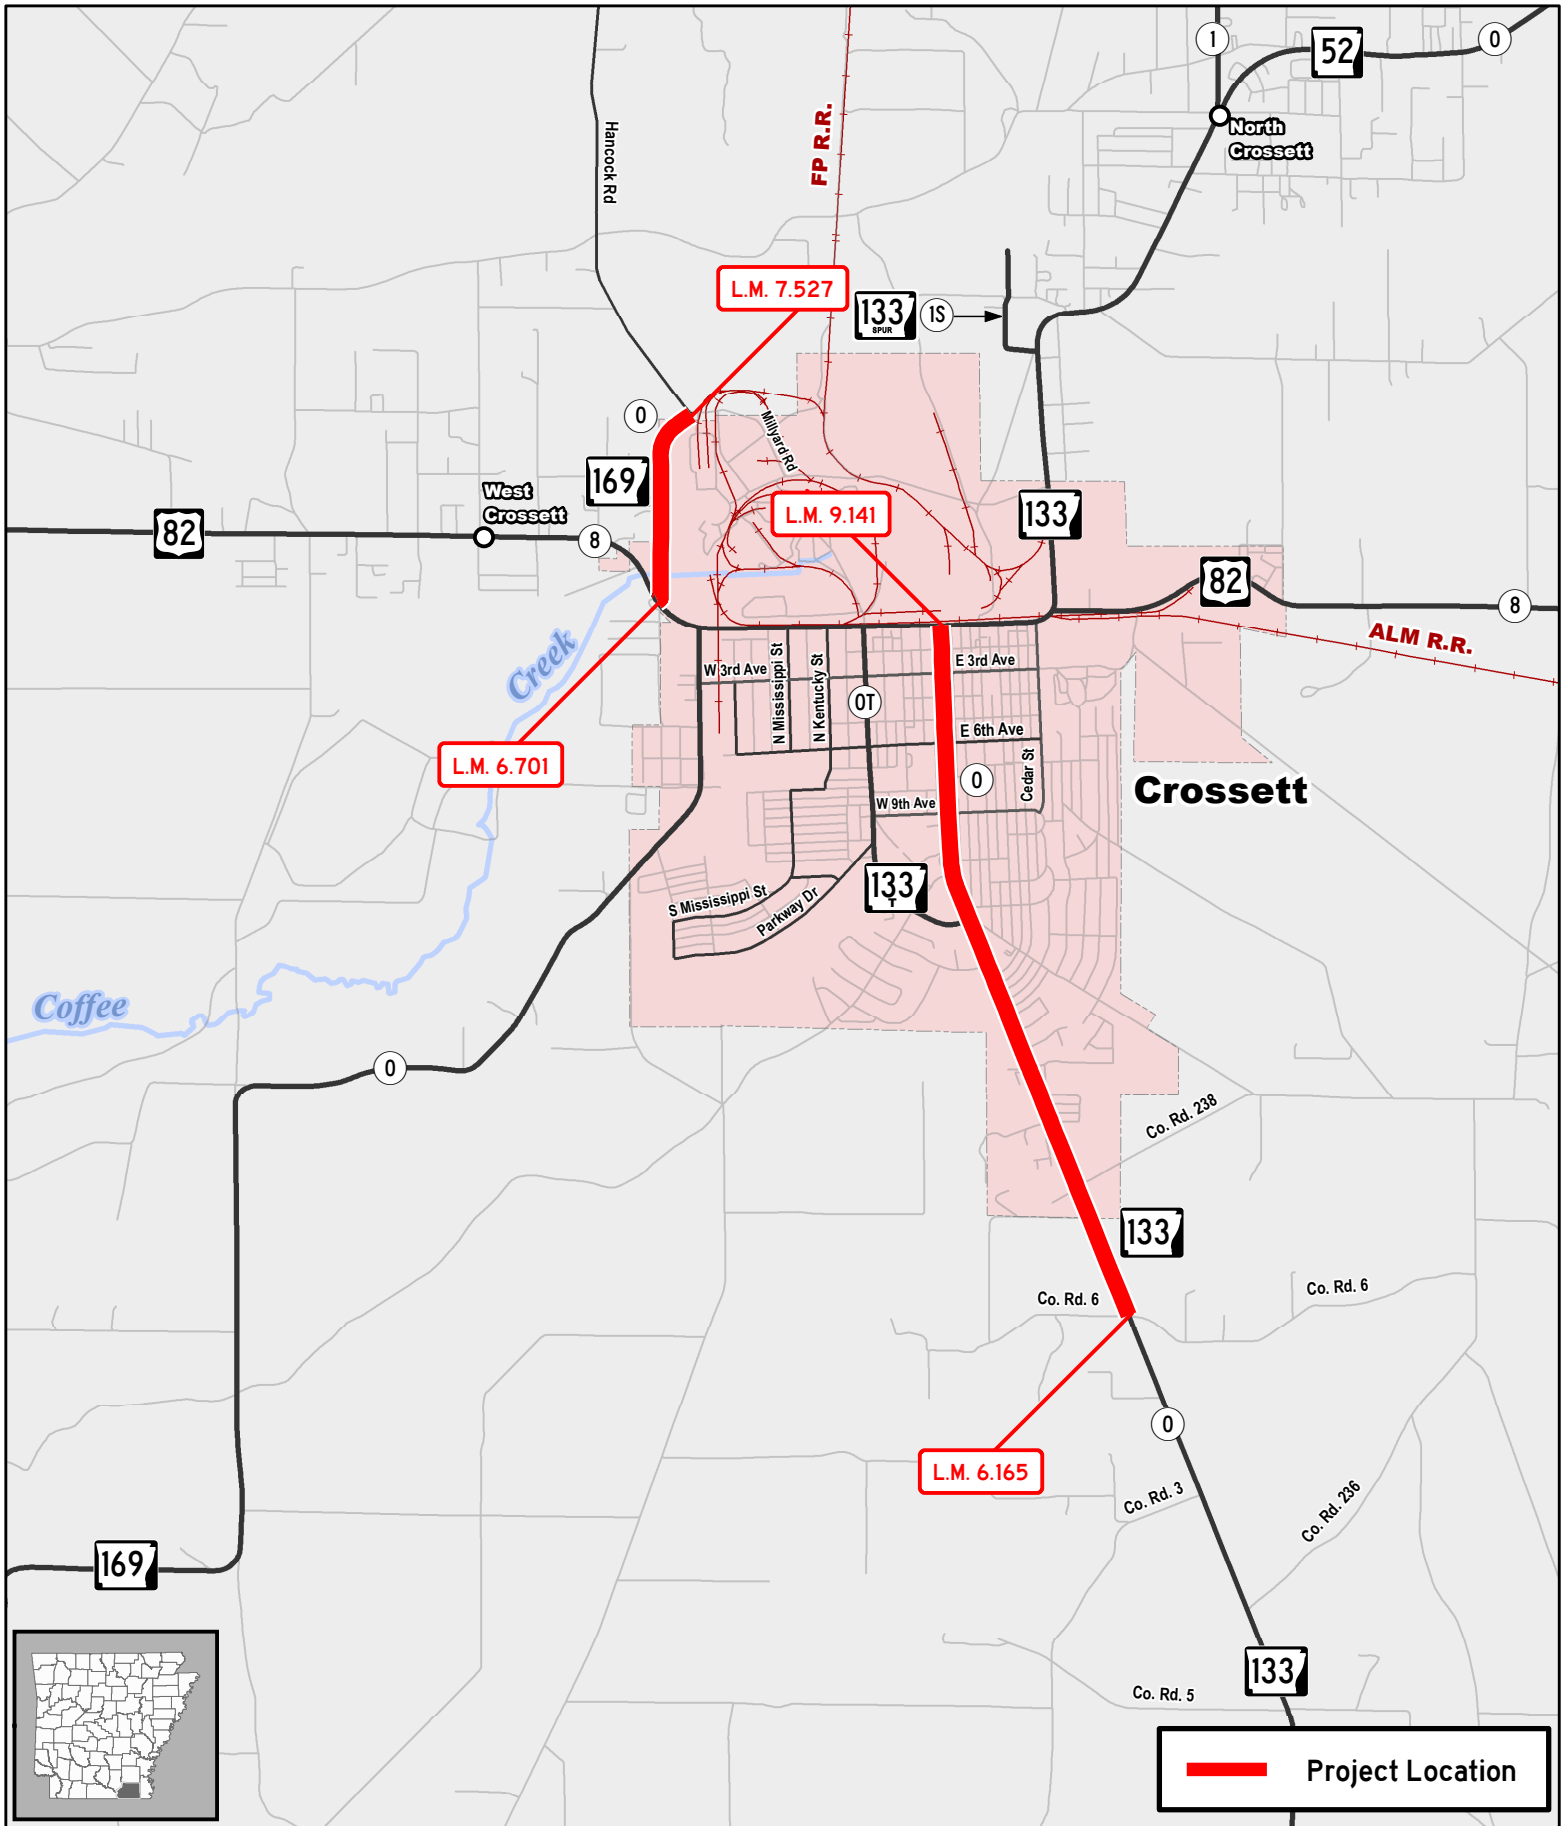 1
52
0
North
Crossett
Hancock Rd
FP R.R.
L.M. 7.527
133
SPUR
1S
0
Millyard Rd
169
West
Crossett
L.M. 9.141
133
82
8
82
8
ALM R.R.
Creek
W 3rd Ave
N Mississippi St
N Kentucky St
E 3rd Ave
0T
E 6th Ave
L.M. 6.701
0
Cedar St
Crossett
W 9th Ave
133
T
S Mississippi St
Parkway Dr
Coffee
0
Co. Rd. 238
133
Co. Rd. 6
Co. Rd. 6
0
L.M. 6.165
Co. Rd. 3
Co. Rd. 236
169
133
Co. Rd. 5
Project Location